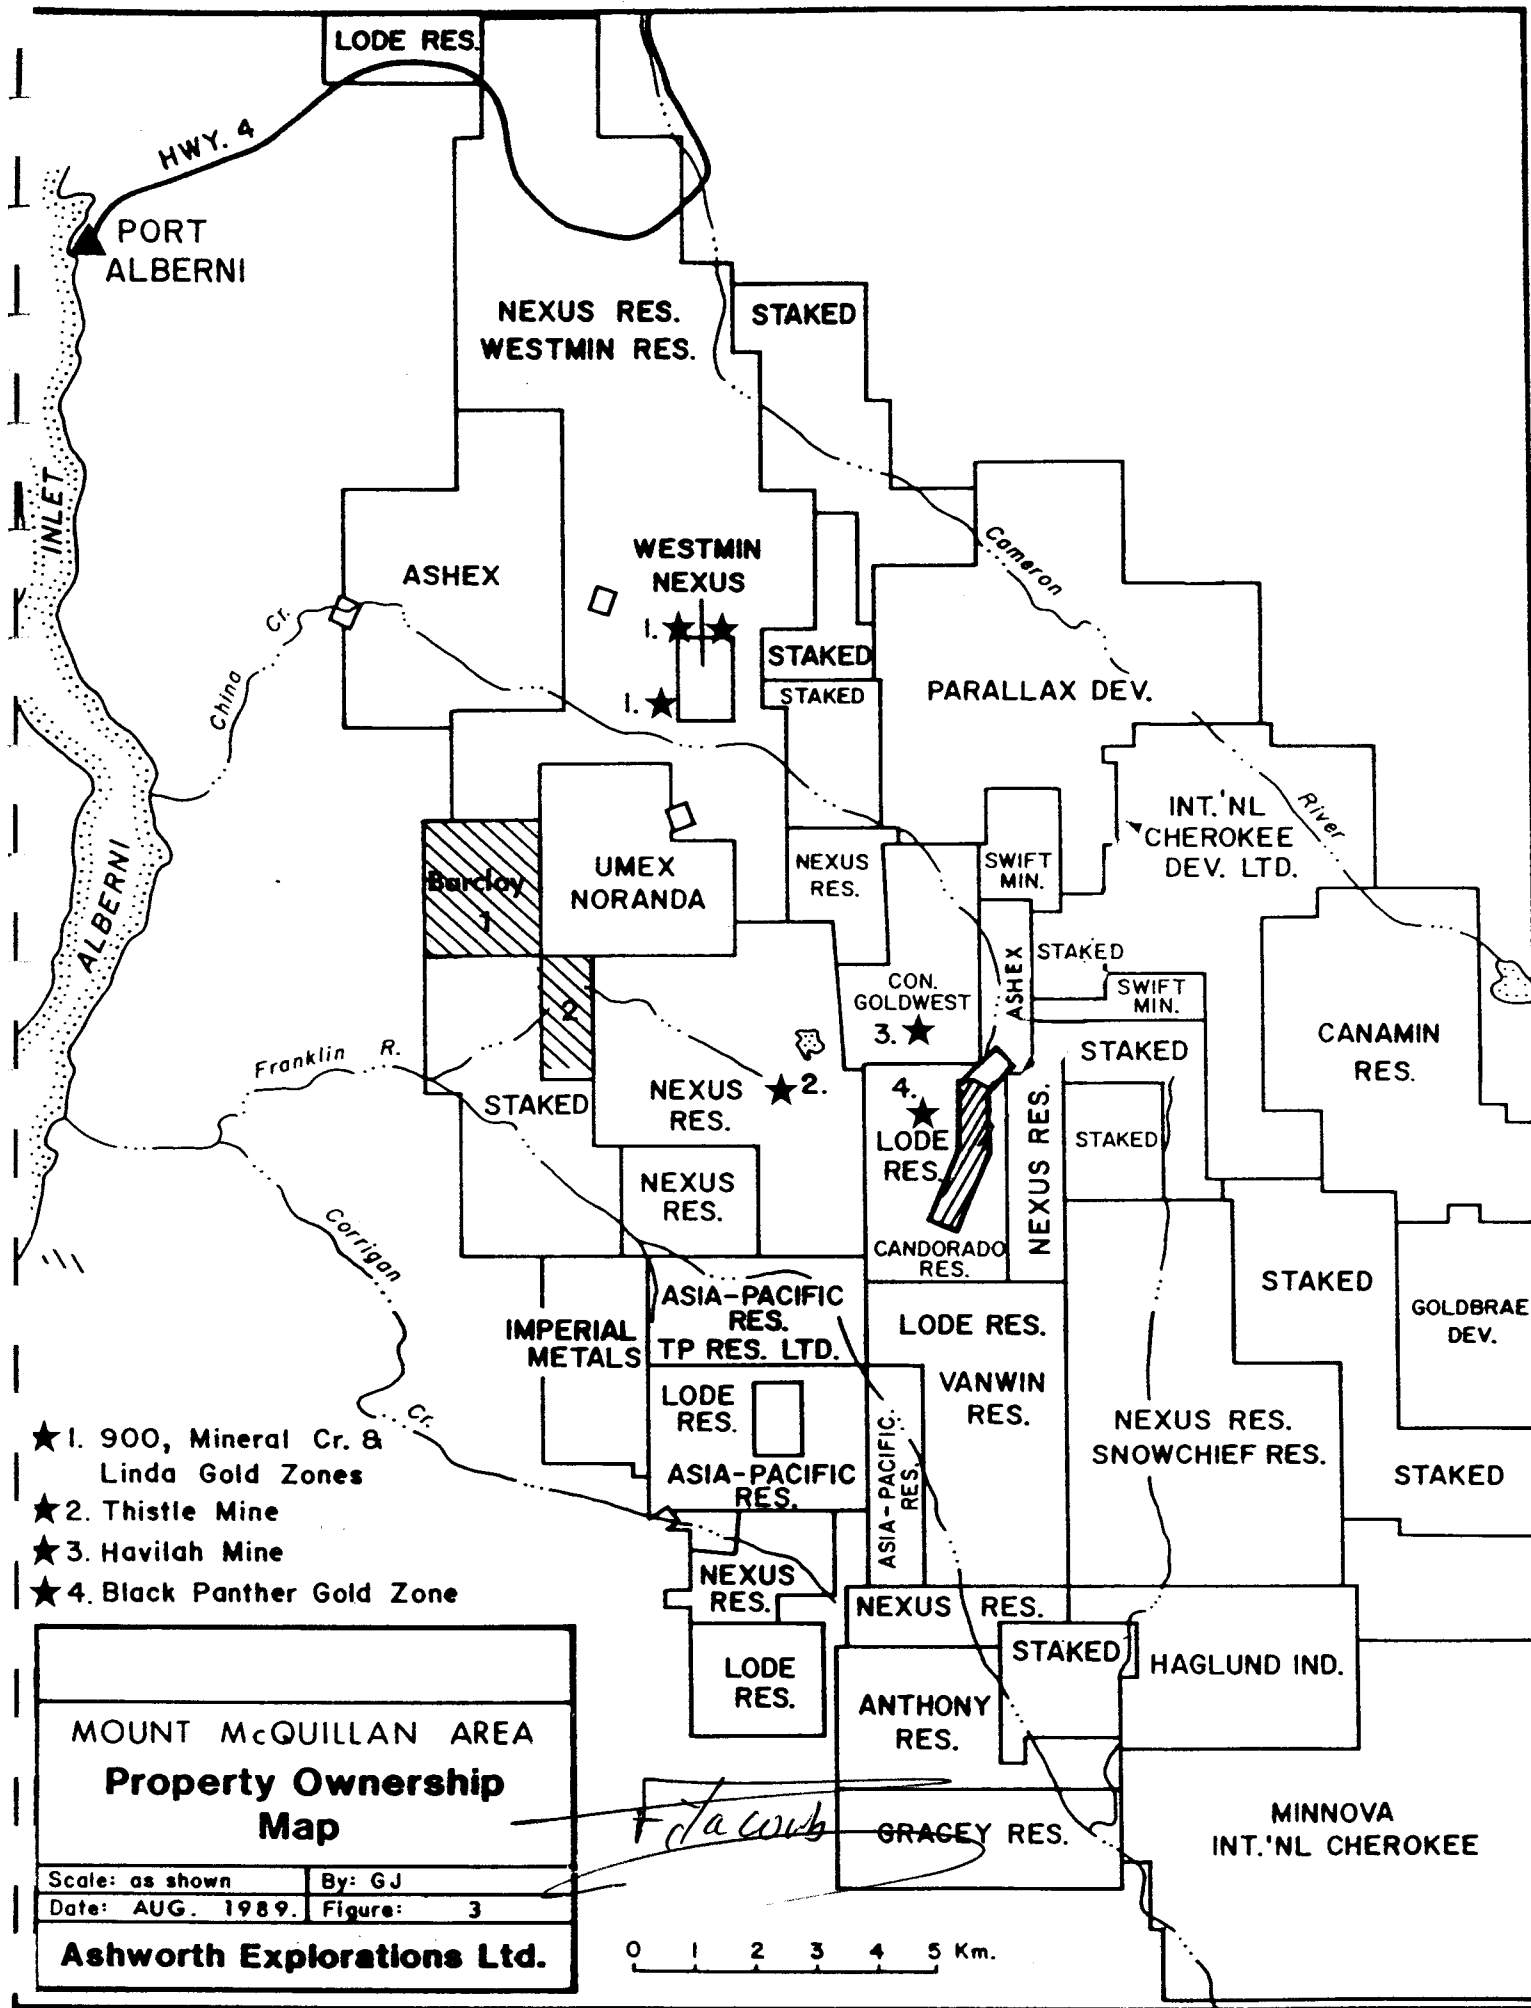 LODE RES.
HWY. 4
PORT
ALBERNI
NEXUS RES.
WESTMIN RES.
STAKED
INLET
ASHEX
WESTMIN
NEXUS
Cameron
1.
Cr.
China
STAKED
STAKED
PARALLAX DEV.
1.
INT.'NL
CHEROKEE
DEV. LTD.
River
ALBERNI
Barclay
1
UMEX
NORANDA
NEXUS
RES.
SWIFT
MIN.
ASHEX
STAKED
CON.
GOLDWEST
3.
SWIFT
MIN.
2
CANAMIN
RES.
STAKED
Franklin R.
STAKED
NEXUS
RES.
2.
4.
LODE
RES.
NEXUS RES.
STAKED
NEXUS
RES.
CANDORADO
RES.
Corrigan
Cr.
STAKED
GOLDBRAE
DEV.
IMPERIAL
METALS
ASIA-PACIFIC
RES.
TP RES. LTD.
LODE RES.
VANWIN
RES.
LODE
RES.
ASIA-PACIFIC
RES.
ASIA-PACIFIC.
RES.
NEXUS RES.
SNOWCHIEF RES.
STAKED
1. 900, Mineral Cr. &
Linda Gold Zones
2. Thistle Mine
3. Havilah Mine
4. Black Panther Gold Zone
NEXUS
RES.
NEXUS RES.
STAKED
HAGLUND IND.
LODE
RES.
ANTHONY
RES.
GRACEY RES.
MINNOVA
INT.'NL CHEROKEE
MOUNT McQUILLAN AREA
Property Ownership
Map
Scale: as shown
By: GJ
Date: AUG. 1989.
Figure: 3
Ashworth Explorations Ltd.
0 1 2 3 4 5 Km.